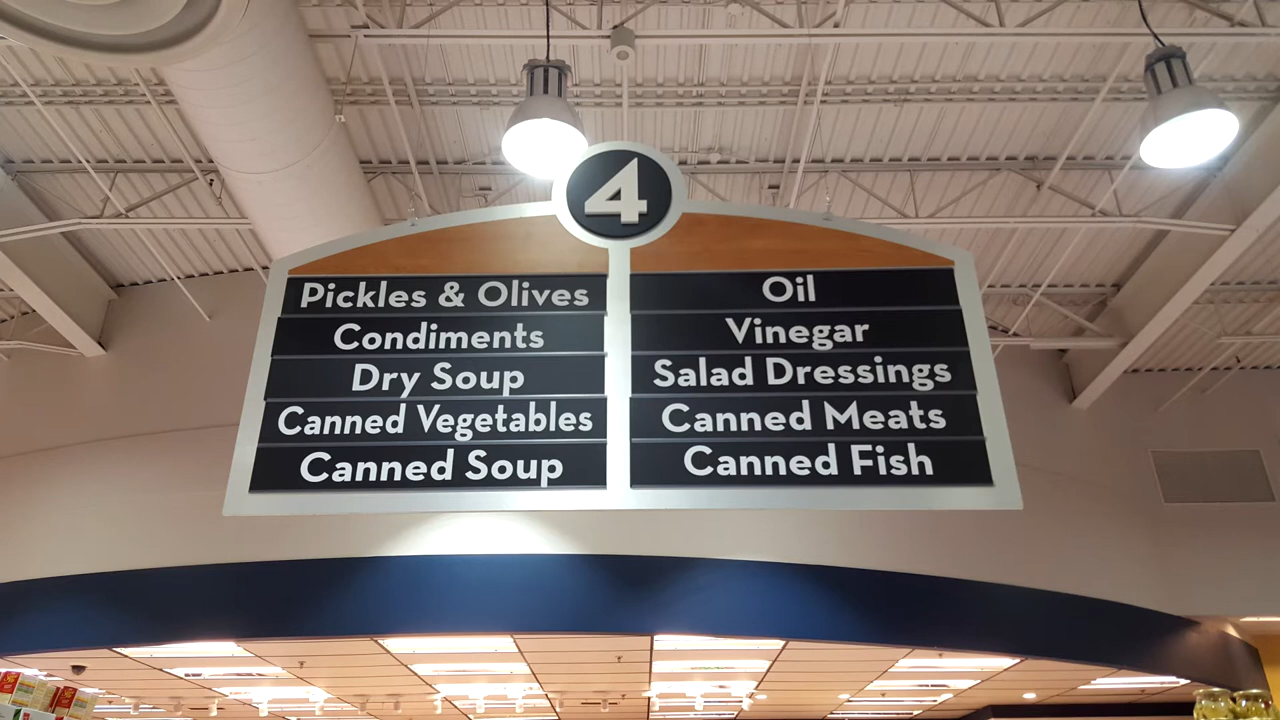 4
Pickles & Olives
Condiments
Dry Soup
Canned Vegetables
Canned Soup
Oil
Vinegar
Salad Dressings
Canned Meats
Canned Fish